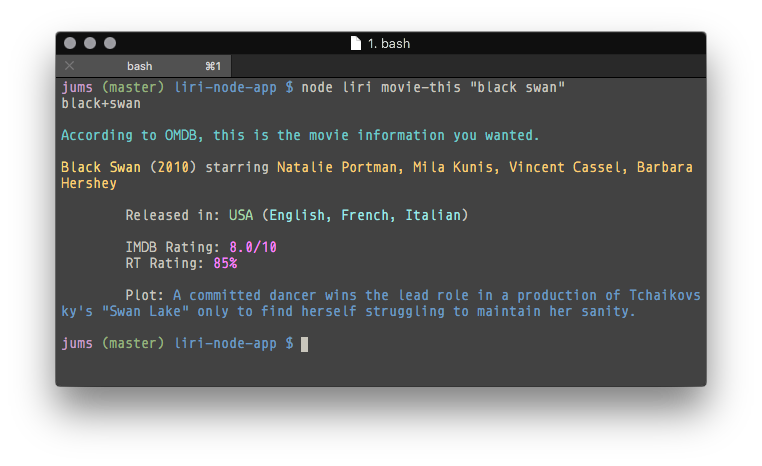 1. bash
bash ⌘1
jums (master) liri-node-app $ node liri movie-this "black swan"
black+swan
According to OMDB, this is the movie information you wanted.
Black Swan (2010) starring Natalie Portman, Mila Kunis, Vincent Cassel, Barbara
Hershey
Released in: USA (English, French, Italian)
IMDB Rating: 8.0/10
RT Rating: 85%
Plot: A committed dancer wins the lead role in a production of Tchaikovs
ky's "Swan Lake" only to find herself struggling to maintain her sanity.
jums (master) liri-node-app $